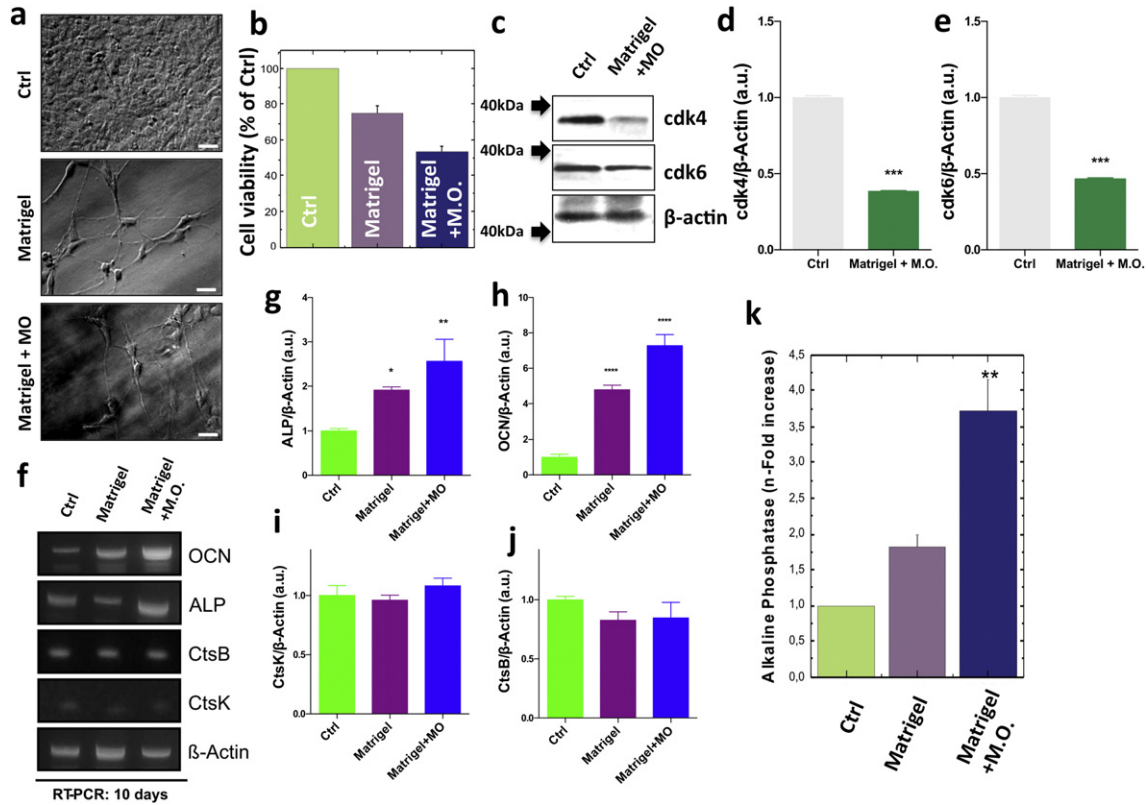 a
Ctrl
Matrigel
Matrigel + MO
b
Cell viability (% of Ctrl)
100
80
60
40
20
0
Ctrl
Matrigel
Matrigel
+M.O.
c
Ctrl
Matrigel
+MO
40kDa
cdk4
40kDa
cdk6
β-actin
40kDa
d
cdk4/β-Actin (a.u.)
1.5
1.0
0.5
0.0
***
Ctrl
Matrigel + M.O.
e
cdk6/β-Actin (a.u.)
1.5
1.0
0.5
0.0
***
Ctrl
Matrigel + M.O.
f
Ctrl
Matrigel
Matrigel
+M.O.
OCN
ALP
CtsB
CtsK
ß-Actin
RT-PCR: 10 days
g
ALP/β-Actin (a.u.)
4
3
2
1
0
*
**
Ctrl
Matrigel
Matrigel+MO
h
OCN/β-Actin (a.u.)
8
6
4
2
0
****
****
Ctrl
Matrigel
Matrigel+MO
i
CtsK/β-Actin (a.u.)
1.0
0.5
0.0
Ctrl
Matrigel
Matrigel+MO
j
CtsB/β-Actin (a.u.)
1.0
0.5
0.0
Ctrl
Matrigel
Matrigel+MO
k
Alkaline Phosphatase (n-Fold increase)
4,5
4,0
3,5
3,0
2,5
2,0
1,5
1,0
0,5
0,0
**
Ctrl
Matrigel
Matrigel
+M.O.